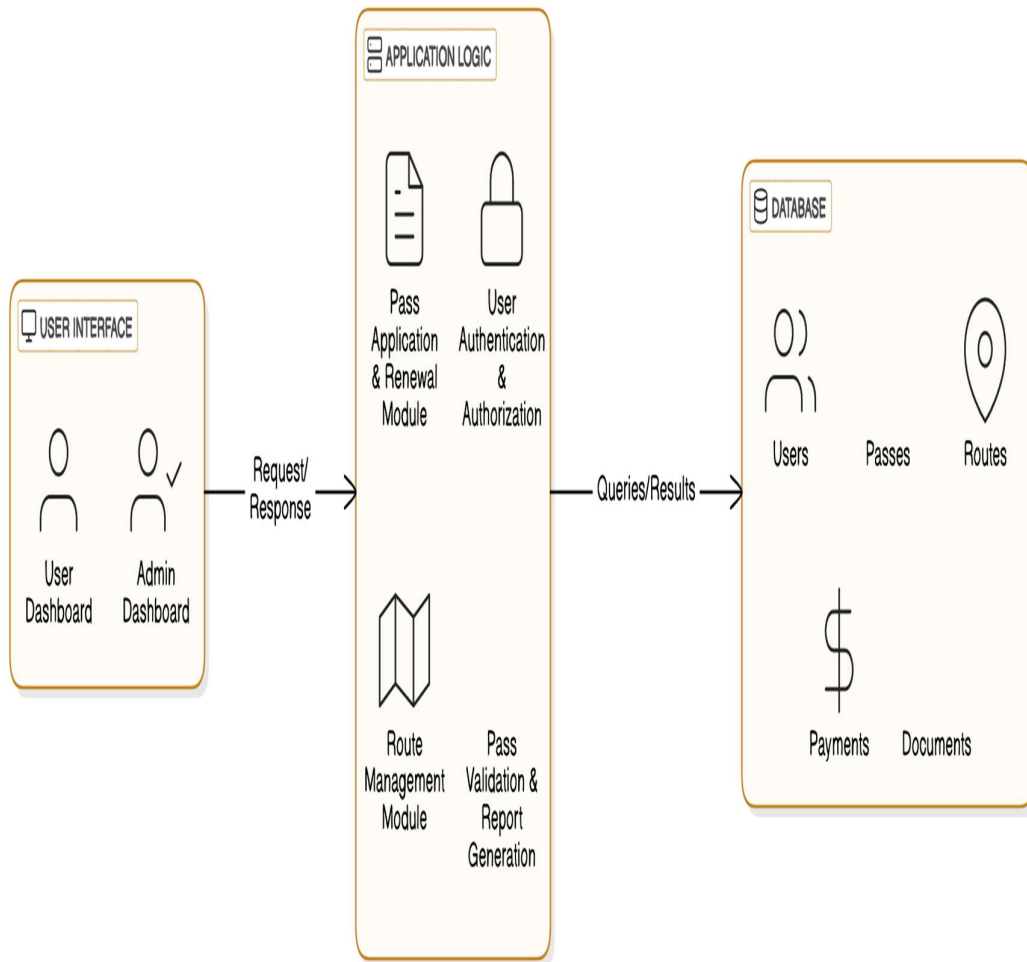 USER INTERFACE
User
Dashboard
Admin
Dashboard
Request/
Response
APPLICATION LOGIC
Pass
Application
& Renewal
Module
User
Authentication
&
Authorization
Route
Management
Module
Pass
Validation &
Report
Generation
Queries/Results
DATABASE
Users
Passes
Routes
Payments
Documents